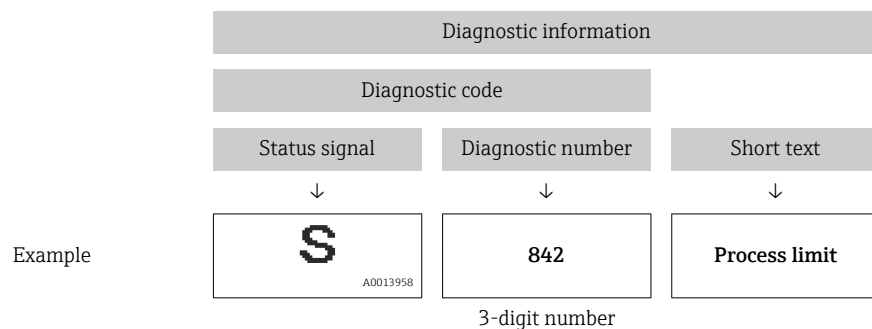 Diagnostic information
Diagnostic code
Status signal Diagnostic number Short text
↓ ↓ ↓
Example S 842 Process limit
A0013958
3-digit number